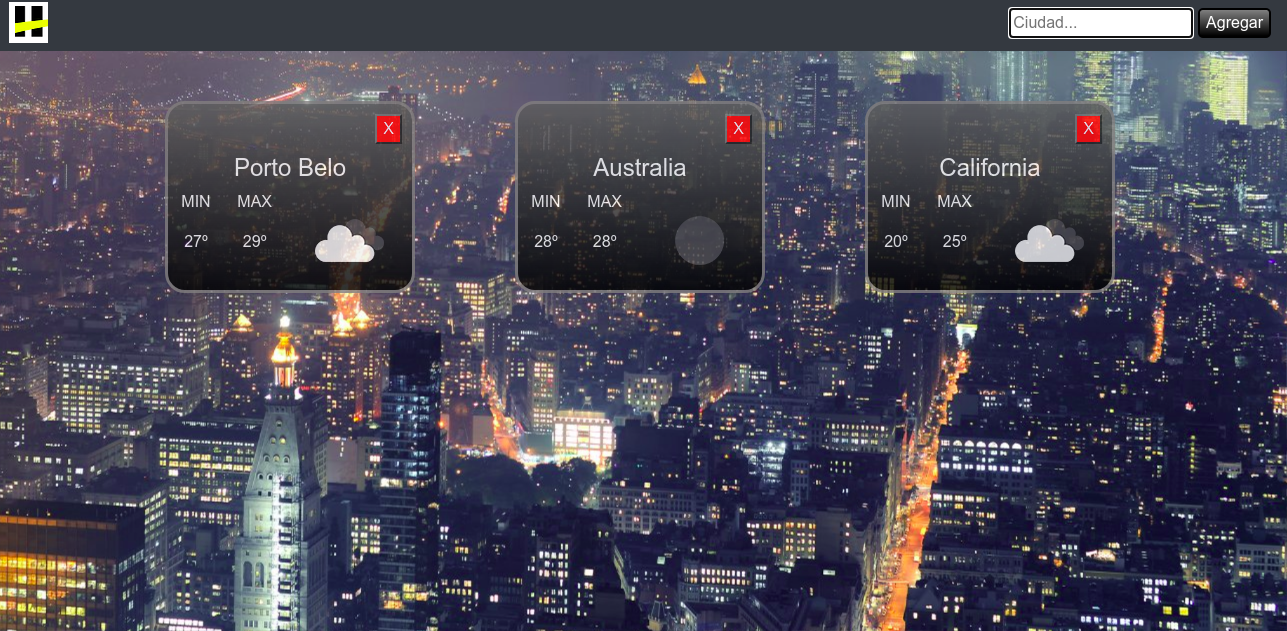 Ciudad...
Agregar
X
Porto Belo
MIN MAX
27º 29º
X
Australia
MIN MAX
28º 28º
X
California
MIN MAX
20º 25º